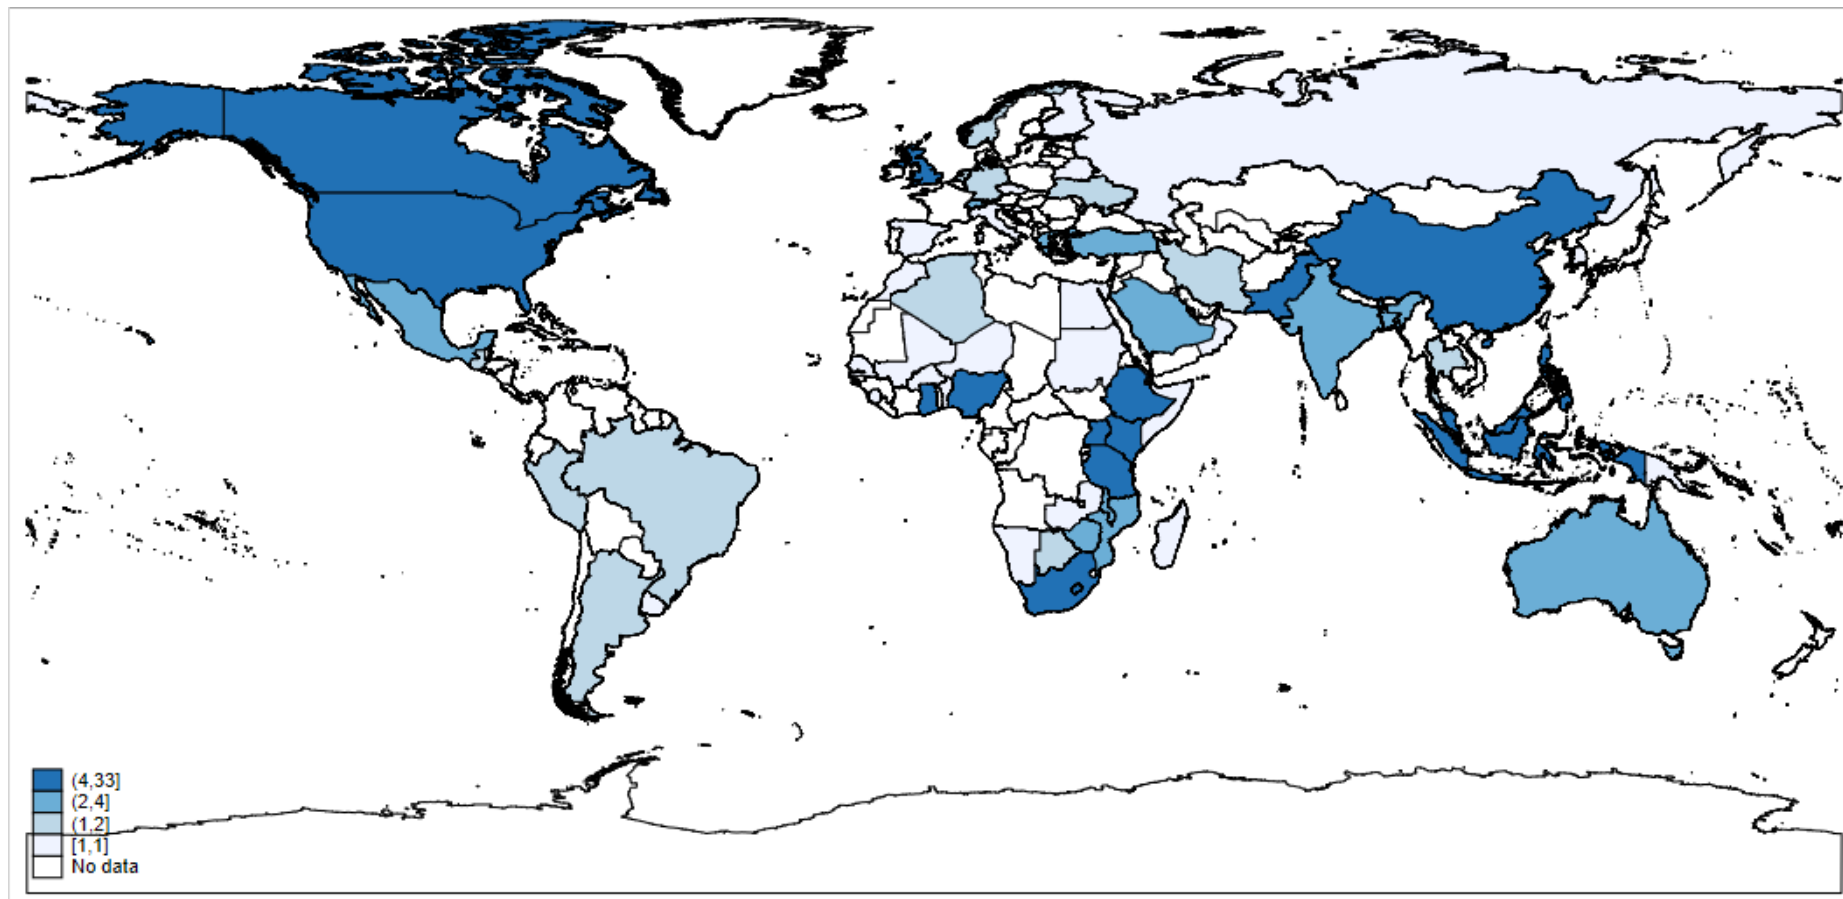 (4,33]
(2,4]
(1,2]
[1,1]
No data